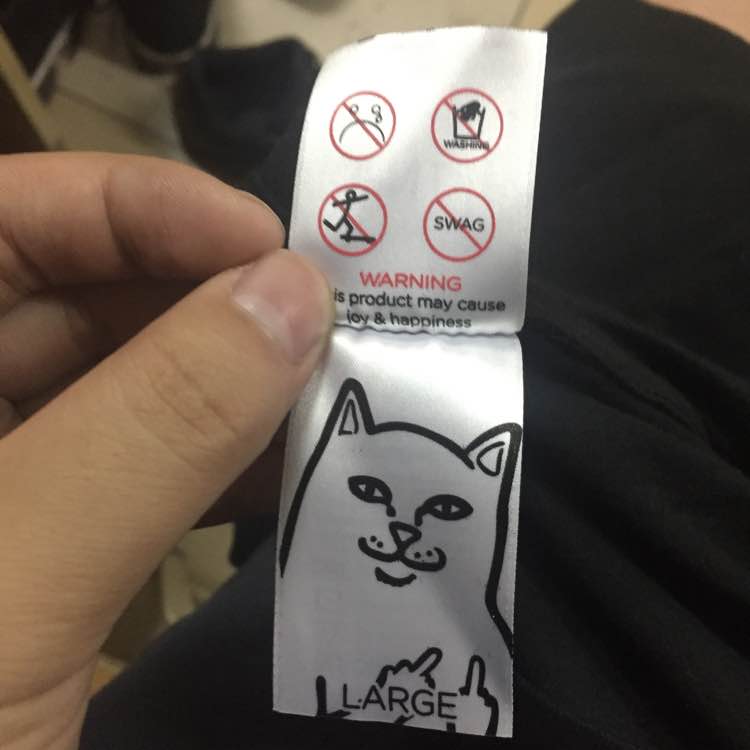 WASHING
SWAG
WARNING
is product may cause
joy & happiness
LARGE